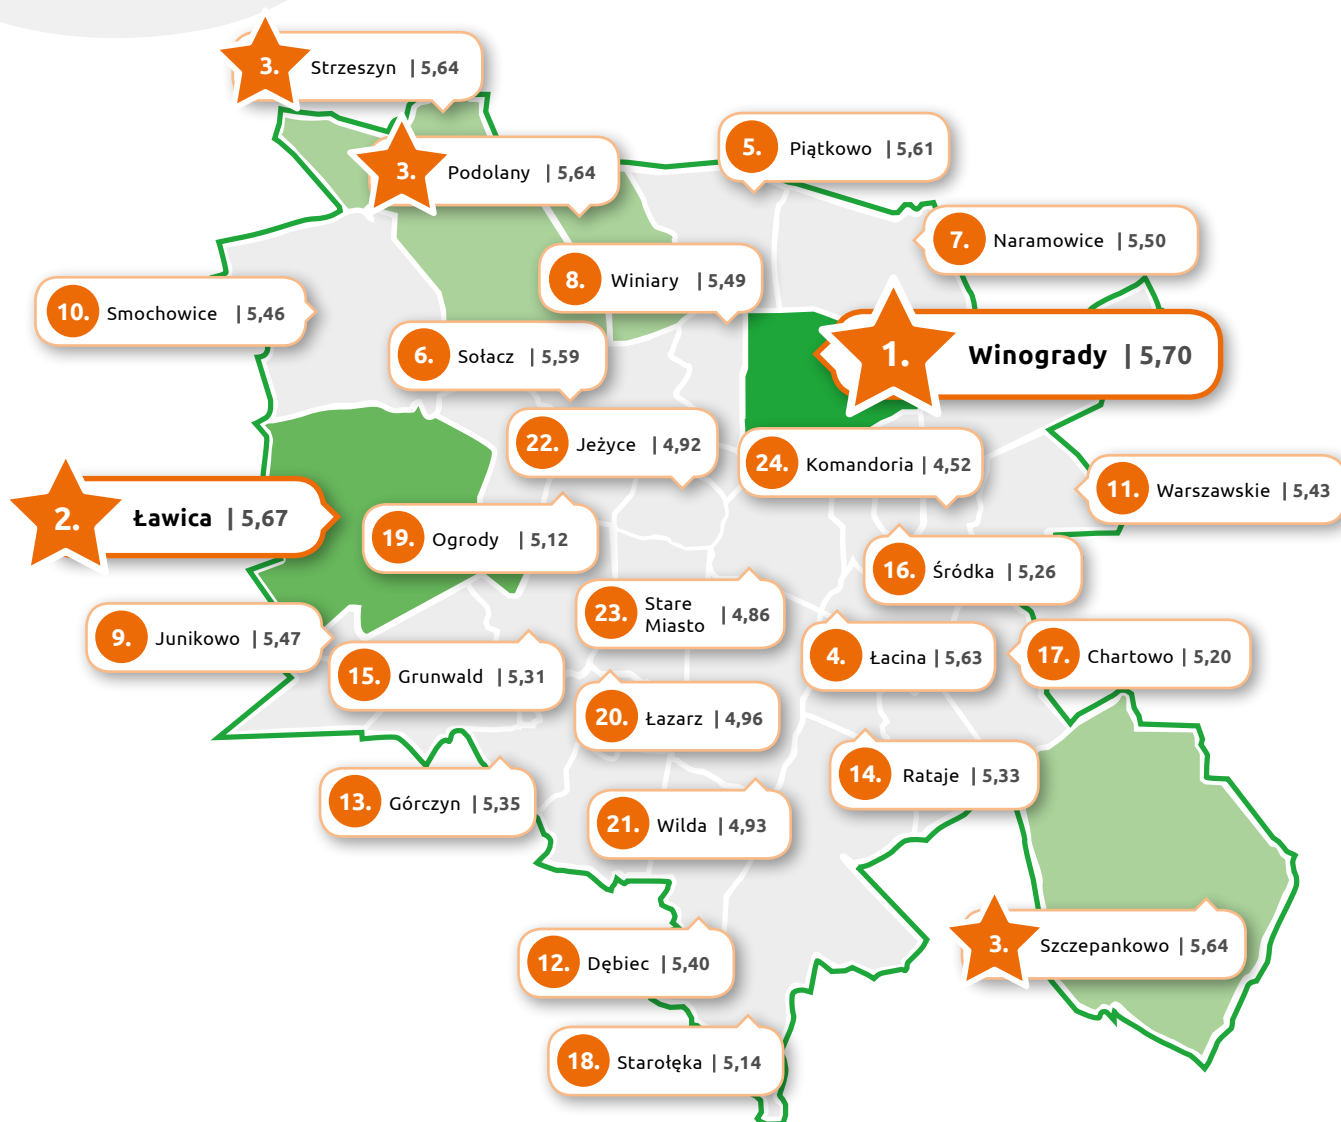 3. Strzeszyn | 5,64
5. Piątkowo | 5,61
3. Podolany | 5,64
7. Naramowice | 5,50
8. Winiary | 5,49
10. Smochowice | 5,46
6. Sołacz | 5,59
1. Winogrady | 5,70
22. Jeżyce | 4,92
24. Komandoria | 4,52
11. Warszawskie | 5,43
2. Ławica | 5,67
19. Ogrody | 5,12
16. Śródka | 5,26
23. Stare
Miasto | 4,86
9. Junikowo | 5,47
4. Łacina | 5,63
17. Chartowo | 5,20
15. Grunwald | 5,31
20. Łazarz | 4,96
14. Rataje | 5,33
13. Górczyn | 5,35
21. Wilda | 4,93
3. Szczepankowo | 5,64
12. Dębiec | 5,40
18. Starołęka | 5,14